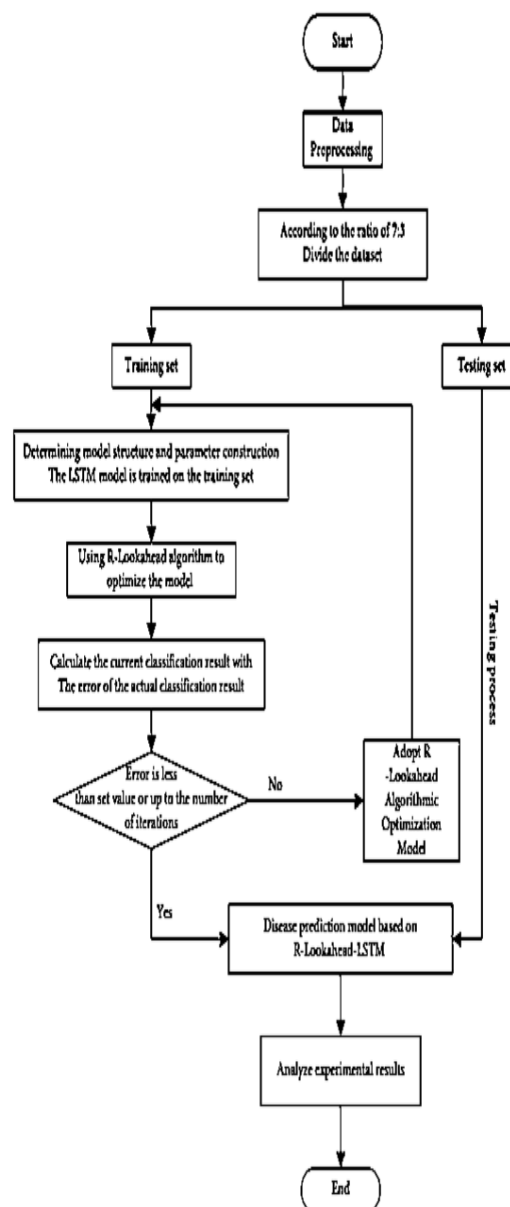 Start
Data
Preprocessing
According to the ratio of 7:3
Divide the dataset
Training set
Testing set
Determining model structure and parameter construction
The LSTM model is trained on the training set
Using R-Lookahead algorithm to
optimize the model
Testing process
Calculate the current classification result with
The error of the actual classification result
Error is less
than set value or up to the number
of iterations
No
Adopt R
-Lookahead
Algorithmic
Optimization
Model
Yes
Disease prediction model based on
R-Lookahead-LSTM
Analyze experimental results
End